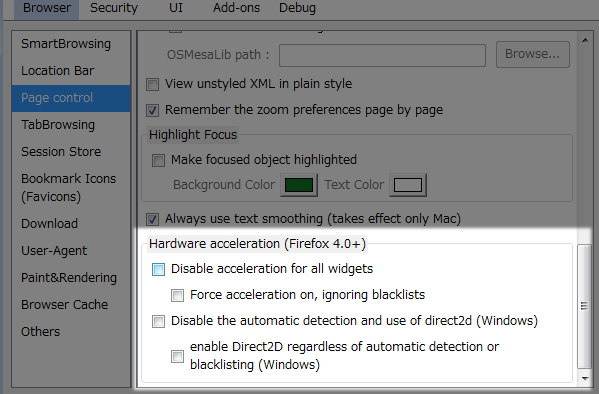 Browser Security UI Add-ons Debug
SmartBrowsing
Location Bar
Page control
TabBrowsing
Session Store
Bookmark Icons
(Favicons)
Download
User-Agent
Paint&Rendering
Browser Cache
Others
OSMesaLib path : Browse...
View unstyled XML in plain style
Remember the zoom preferences page by page
Highlight Focus
Make focused object highlighted
Background Color Text Color
Always use text smoothing (takes effect only Mac)
Hardware acceleration (Firefox 4.0+)
Disable acceleration for all widgets
Force acceleration on, ignoring blacklists
Disable the automatic detection and use of direct2d (Windows)
enable Direct2D regardless of automatic detection or
blacklisting (Windows)